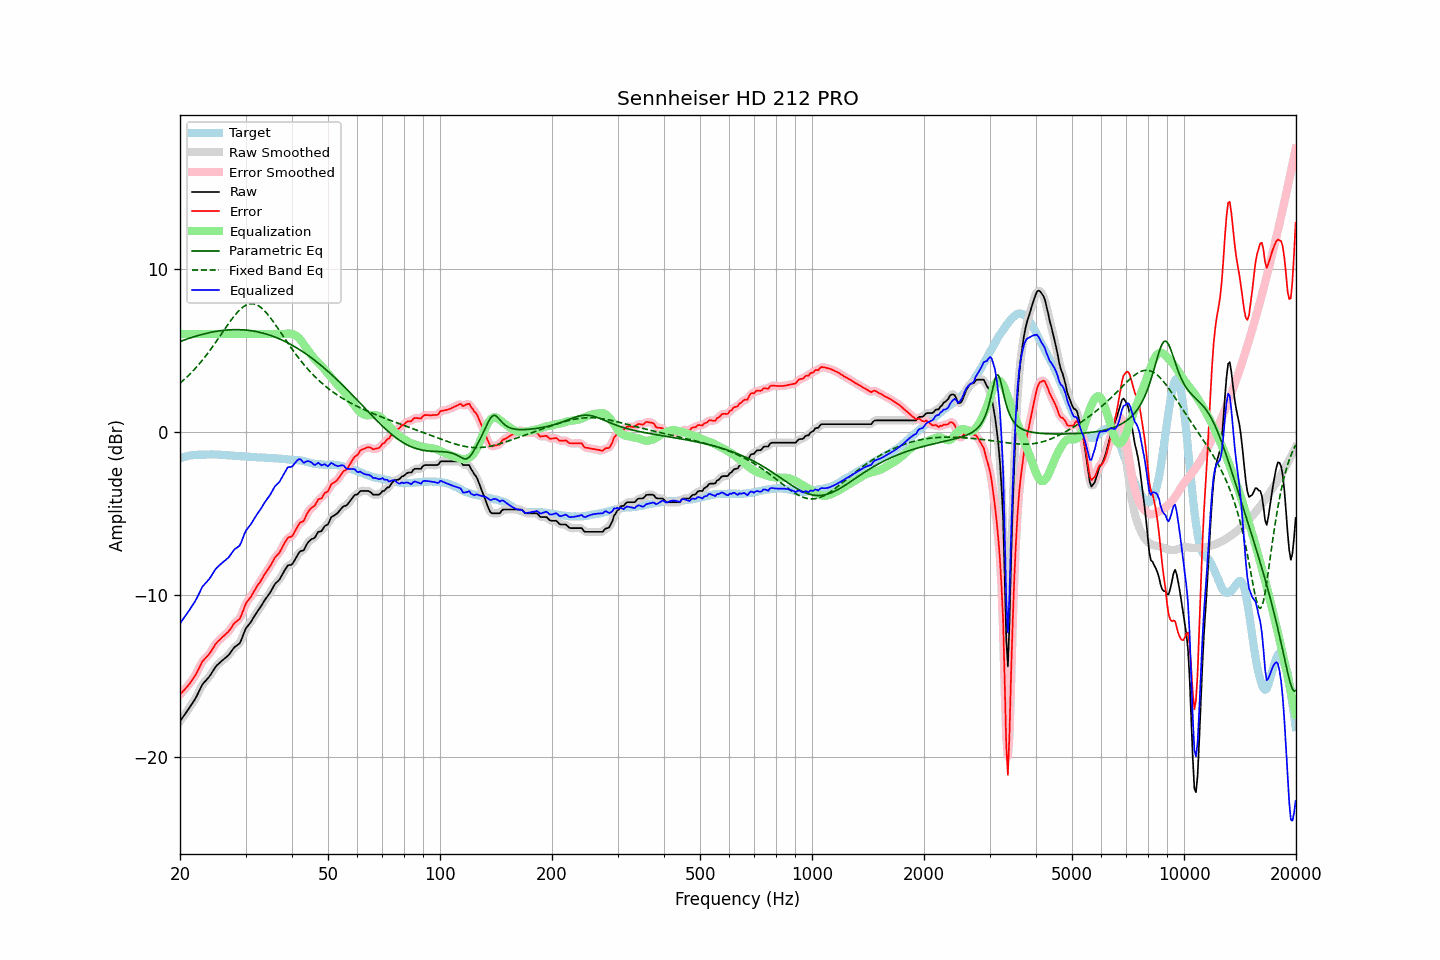 Sennheiser HD 212 PRO
Target
Raw Smoothed
Error Smoothed
Raw
Error
Equalization
Parametric Eq
Fixed Band Eq
Equalized
Amplitude (dBr)
10
0
−10
−20
20 50 100 200 500 1000 2000 5000 10000 20000
Frequency (Hz)